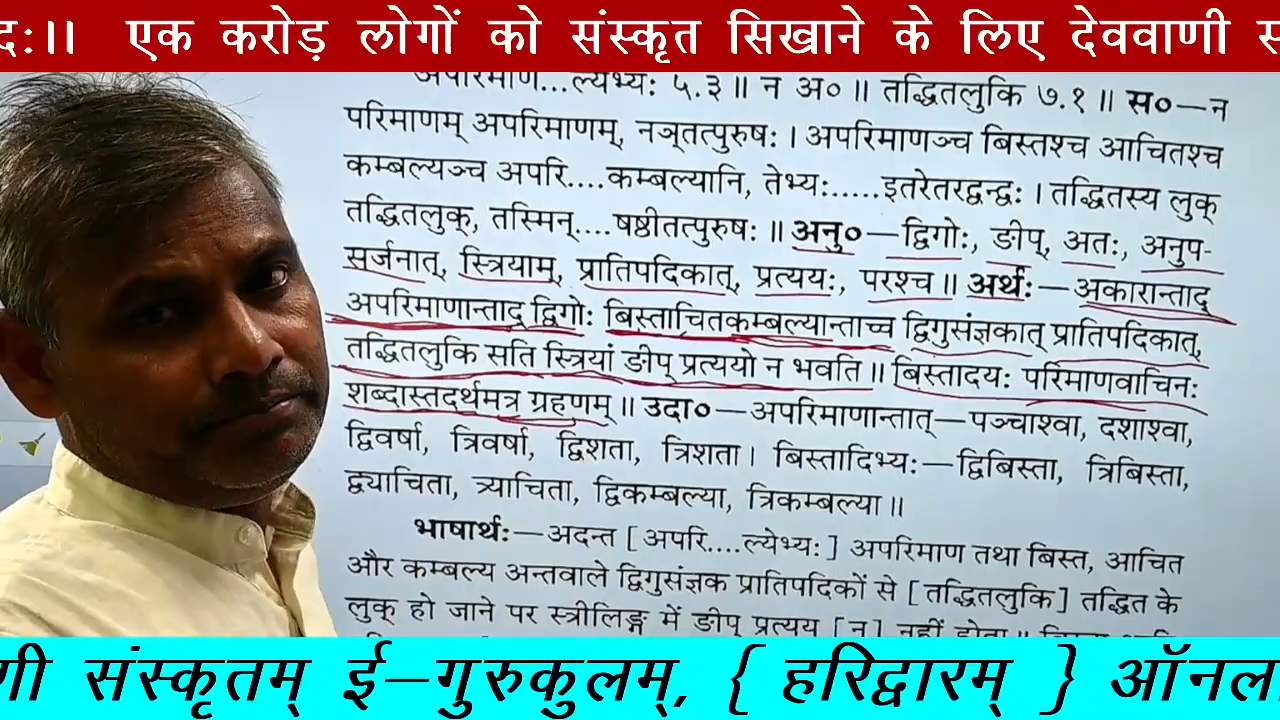 दः।। एक करोड़ लोगों को संस्कृत सिखाने के लिए देववाणी
अपरिमाण...ल्यभ्यः ५.३॥ न अ०॥ तद्धितलुकि ७.१॥ स०—न
परिमाणम् अपरिमाणम्, नञ्तत्पुरुषः। अपरिमाणञ्च बिस्तश्च आचितश्च
कम्बल्यञ्च अपरि....कम्बल्यानि, तेभ्यः.....इतरेतरद्वन्द्वः। तद्धितस्य लुक्
तद्धितलुक्, तस्मिन्....षष्ठीतत्पुरुषः॥ अनु०—द्विगोः, ङीप्, अतः, अनुप-
सर्जनात्, स्त्रियाम्, प्रातिपदिकात्, प्रत्ययः, परश्च॥ अर्थः—अकारान्ताद्
अपरिमाणान्ताद् द्विगोः बिस्ताचितकम्बल्यान्ताच्च द्विगुसंज्ञकात् प्रातिपदिकात्,
तद्धितलुकि सति स्त्रियां ङीप् प्रत्ययो न भवति॥ बिस्तादयः परिमाणवाचिनः
शब्दास्तदर्थमत्र ग्रहणम्॥ उदा०—अपरिमाणान्तात्—पञ्चाश्वा, दशाश्वा,
द्विवर्षा, त्रिवर्षा, द्विशता, त्रिशता। बिस्तादिभ्यः—द्विबिस्ता, त्रिबिस्ता,
द्व्याचिता, त्र्याचिता, द्विकम्बल्या, त्रिकम्बल्या॥
भाषार्थः—अदन्त [अपरि....ल्येभ्यः] अपरिमाण तथा बिस्त, आचित
और कम्बल्य अन्तवाले द्विगुसंज्ञक प्रातिपदिकों से [तद्धितलुकि] तद्धित के
लुक् हो जाने पर स्त्रीलिङ्ग में ङीप् प्रत्यय [न] नहीं होता॥
णी संस्कृतम् ई-गुरुकुलम्, { हरिद्वारम् } ऑनल